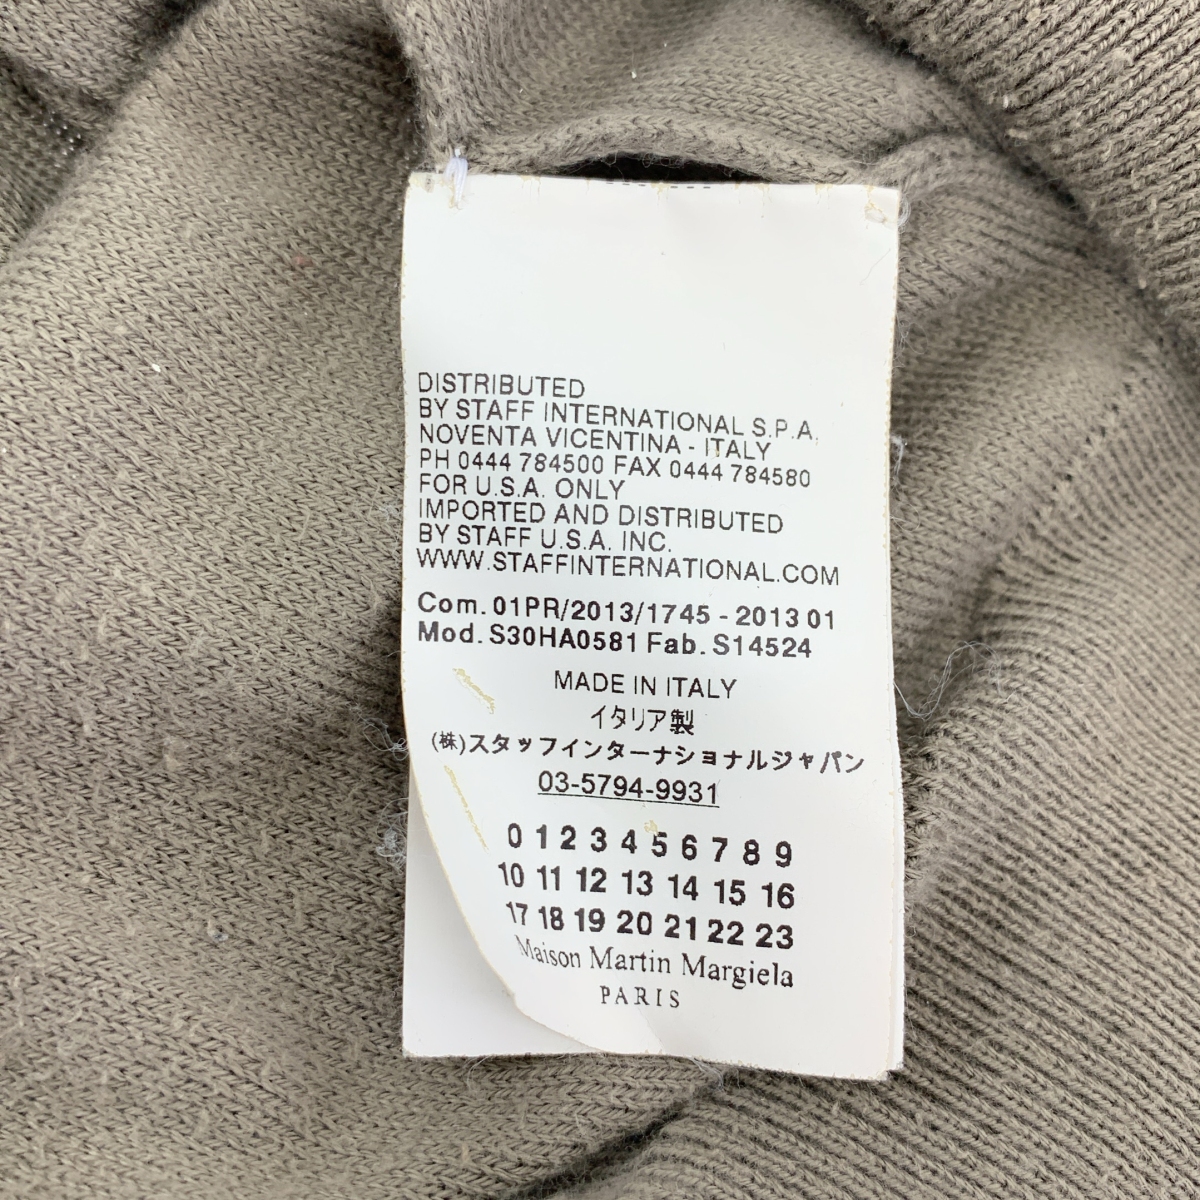 DISTRIBUTED
BY STAFF INTERNATIONAL S.P.A.
NOVENTA VICENTINA - ITALY
PH 0444 784500 FAX 0444 784580
FOR U.S.A. ONLY
IMPORTED AND DISTRIBUTED
BY STAFF U.S.A. INC.
WWW.STAFFINTERNATIONAL.COM
Com. 01PR/2013/1745 - 2013 01
Mod. S30HA0581 Fab. S14524
MADE IN ITALY
イタリア製
(株)スタッフインターナショナルジャパン
03-5794-9931
0 1 2 3 4 5 6 7 8 9
10 11 12 13 14 15 16
17 18 19 20 21 22 23
Maison Martin Margiela
PARIS